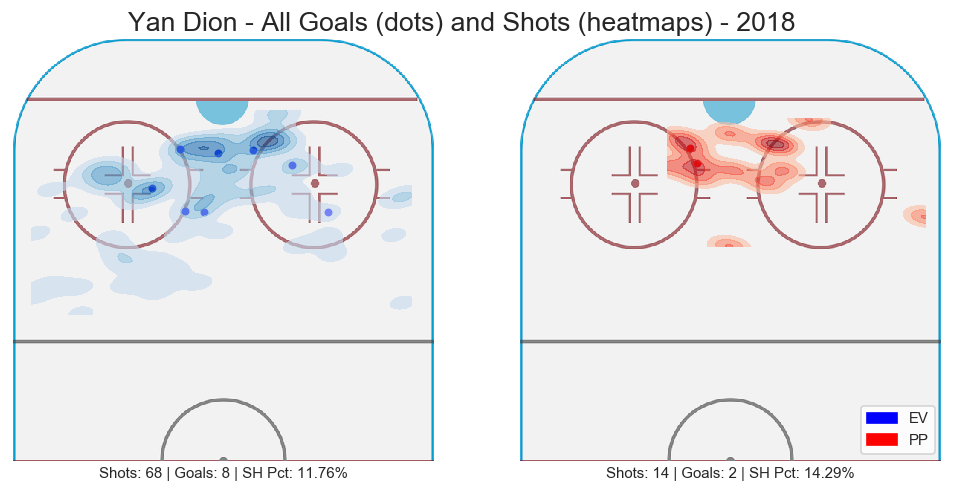 Yan Dion - All Goals (dots) and Shots (heatmaps) - 2018
EV
PP
Shots: 68 | Goals: 8 | SH Pct: 11.76%
Shots: 14 | Goals: 2 | SH Pct: 14.29%